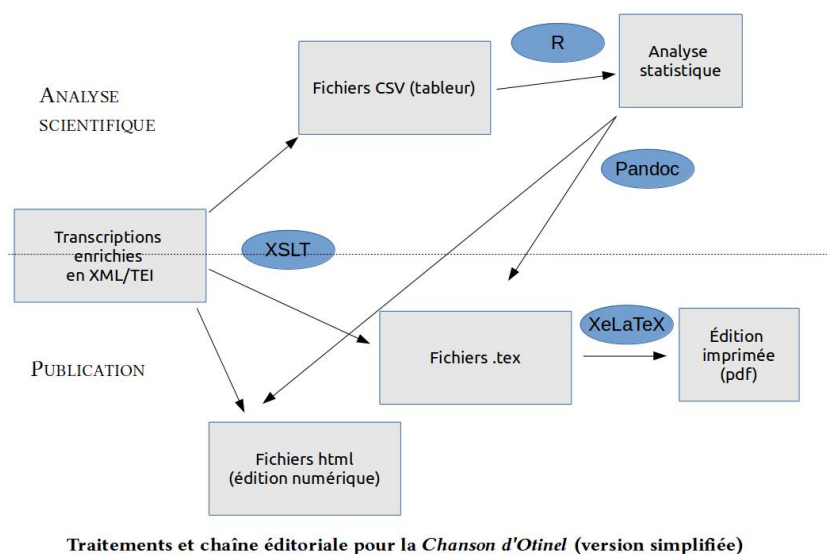 R
Analyse
statistique
Fichiers CSV (tableur)
ANALYSE
SCIENTIFIQUE
Pandoc
Transcriptions
enrichies
en XML/TEI
XSLT
XeLaTeX
Fichiers .tex
Édition
imprimée
(pdf)
PUBLICATION
Fichiers html
(édition numérique)
Traitements et chaîne éditoriale pour la Chanson d'Otinel (version simplifiée)